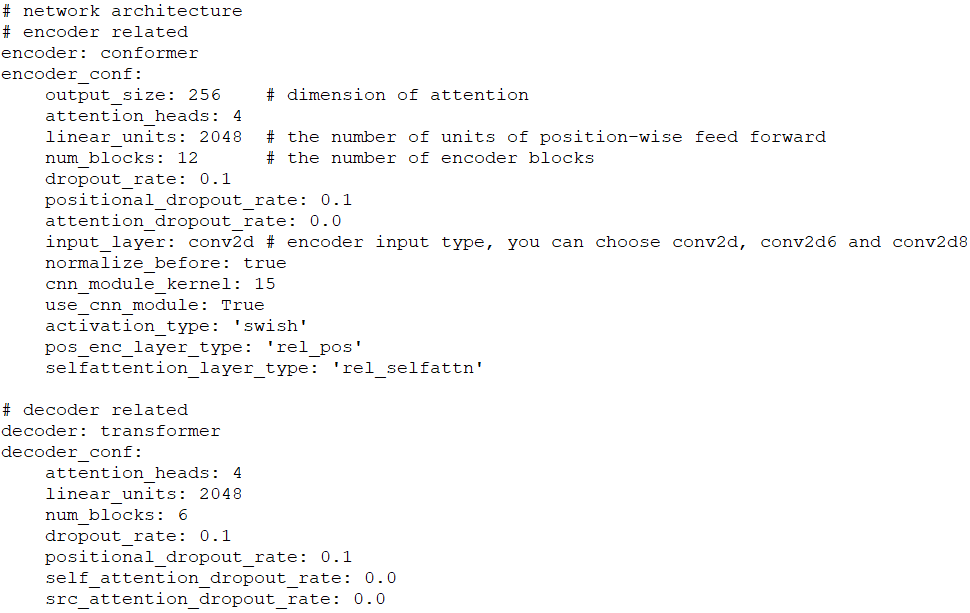 # network architecture
# encoder related
encoder: conformer
encoder_conf:
    output_size: 256    # dimension of attention
    attention_heads: 4
    linear_units: 2048  # the number of units of position-wise feed forward
    num_blocks: 12      # the number of encoder blocks
    dropout_rate: 0.1
    positional_dropout_rate: 0.1
    attention_dropout_rate: 0.0
    input_layer: conv2d # encoder input type, you can choose conv2d, conv2d6 and conv2d8
    normalize_before: true
    cnn_module_kernel: 15
    use_cnn_module: True
    activation_type: 'swish'
    pos_enc_layer_type: 'rel_pos'
    selfattention_layer_type: 'rel_selfattn'

# decoder related
decoder: transformer
decoder_conf:
    attention_heads: 4
    linear_units: 2048
    num_blocks: 6
    dropout_rate: 0.1
    positional_dropout_rate: 0.1
    self_attention_dropout_rate: 0.0
    src_attention_dropout_rate: 0.0